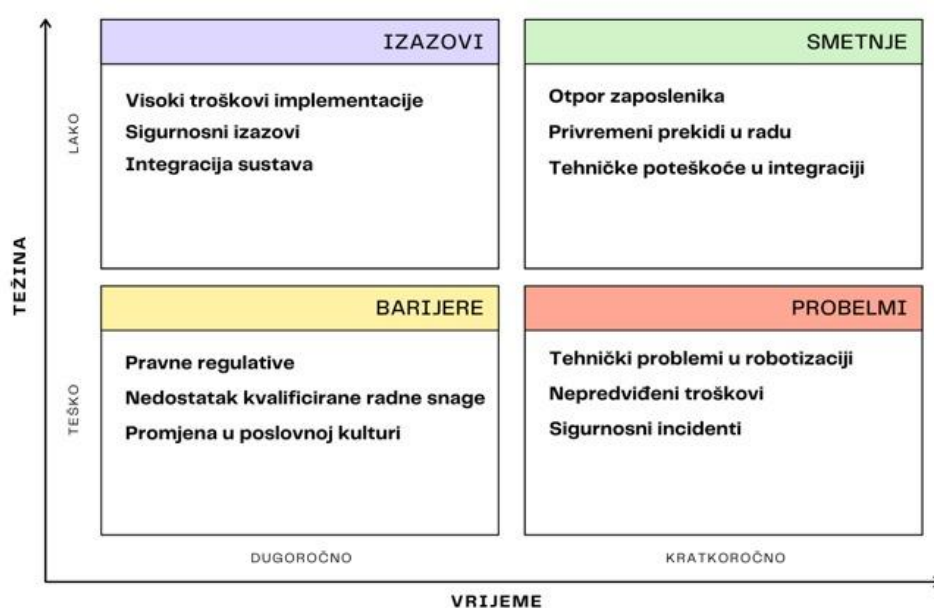 IZAZOVI
Visoki troškovi implementacije
Sigurnosni izazovi
Integracija sustava
SMETNJE
Otpor zaposlenika
Privremeni prekidi u radu
Tehničke poteškoće u integraciji
BARIJERE
Pravne regulative
Nedostatak kvalificirane radne snage
Promjena u poslovnoj kulturi
PROBELMI
Tehnički problemi u robotizaciji
Nepredviđeni troškovi
Sigurnosni incidenti
TEŽINA
LAKO
TEŠKO
DUGOROČNO
KRATKOROČNO
VRIJEME